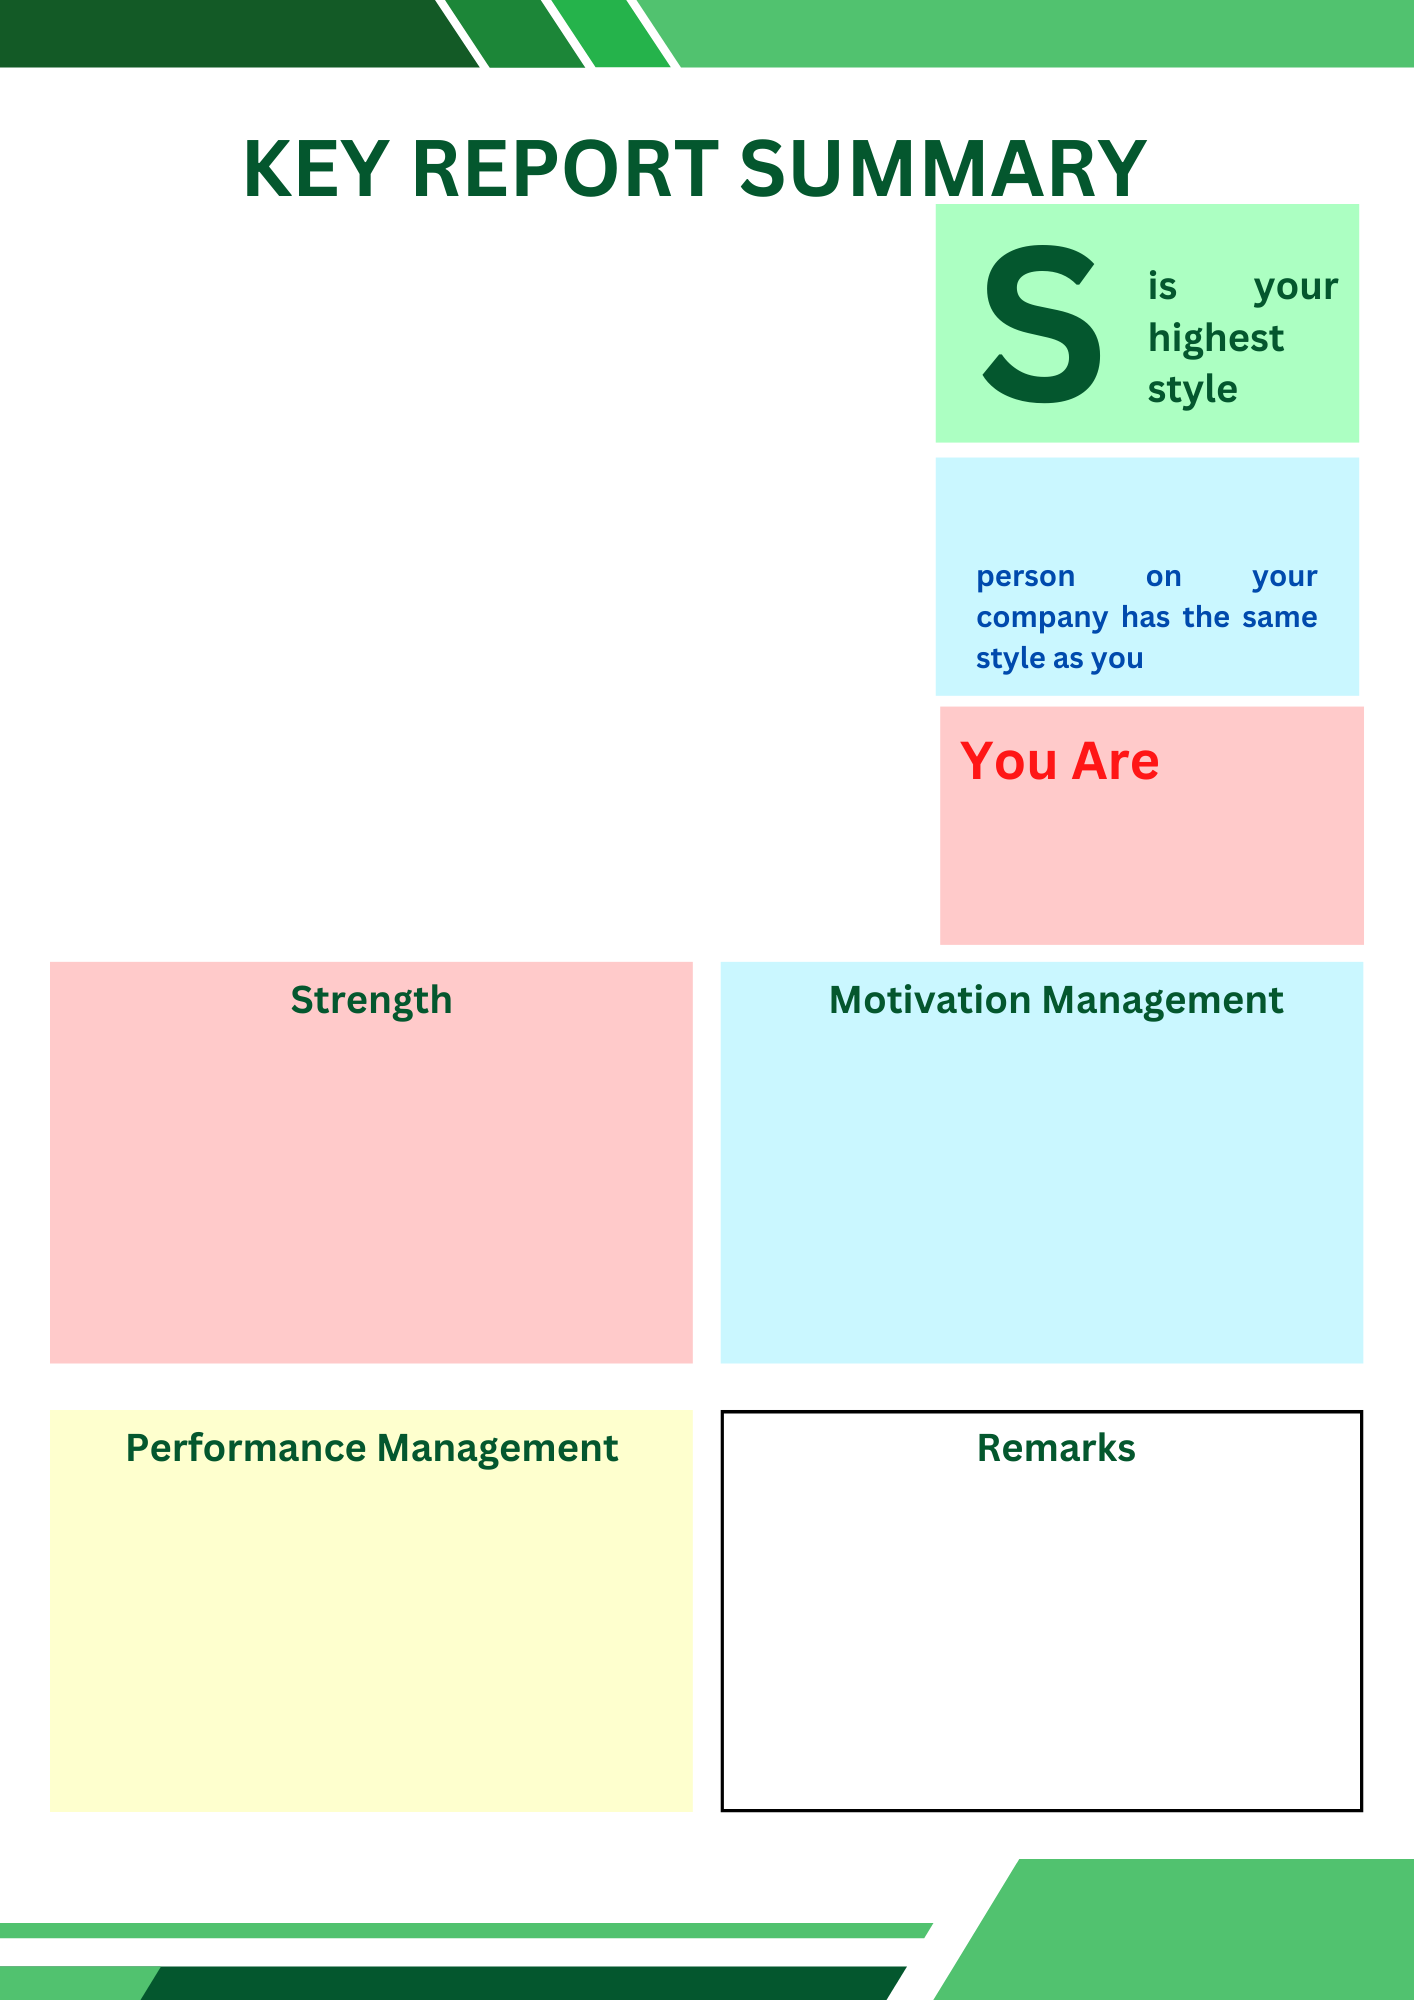 KEY REPORT SUMMARY
S
is your
highest
style
person on your
company has the same
style as you
You Are
Strength
Motivation Management
Performance Management
Remarks